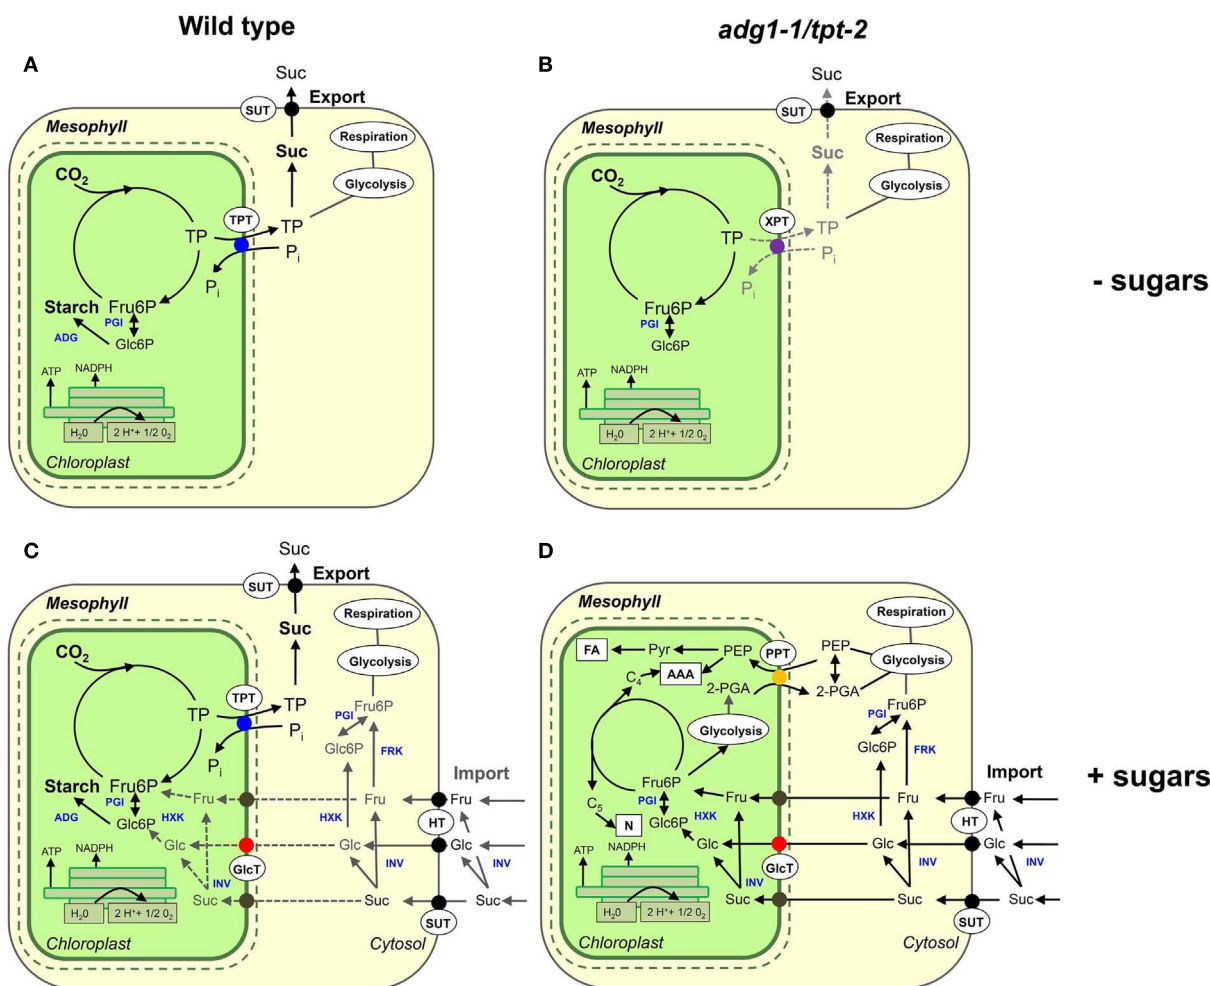 Wild type
adg1-1/tpt-2
A
Suc
SUT
Export
Mesophyll
Respiration
Suc
Glycolysis
CO2
TPT
TP
TP
Pi
Pi
Starch
Fru6P
PGI
ADG
Glc6P
ATP
NADPH
H20
2 H++ 1/2 02
Chloroplast
B
Suc
SUT
Export
Mesophyll
Respiration
Suc
Glycolysis
CO2
XPT
TP
TP
Pi
Pi
Fru6P
PGI
Glc6P
ATP
NADPH
H20
2 H++ 1/2 02
Chloroplast
- sugars
C
Suc
SUT
Export
Mesophyll
Respiration
Suc
Glycolysis
CO2
TPT
TP
TP
Pi
Pi
Fru6P
PGI
Glc6P
FRK
Import
Starch
Fru6P
PGI
ADG
Glc6P
HXK
Fru
HXK
Fru
Fru
HT
Glc
Glc
Glc
GlcT
INV
INV
INV
Suc
Suc
Suc
SUT
ATP
NADPH
H20
2 H++ 1/2 02
Chloroplast
Cytosol
D
Mesophyll
Respiration
FA
Pyr
PEP
PPT
PEP
Glycolysis
C4
AAA
2-PGA
2-PGA
Glycolysis
Fru6P
PGI
Glc6P
FRK
Import
Fru6P
PGI
Glc6P
C5
N
HXK
Fru
HXK
Fru
Fru
HT
Glc
Glc
Glc
GlcT
INV
INV
INV
Suc
Suc
Suc
SUT
ATP
NADPH
H20
2 H++ 1/2 02
Chloroplast
Cytosol
+ sugars